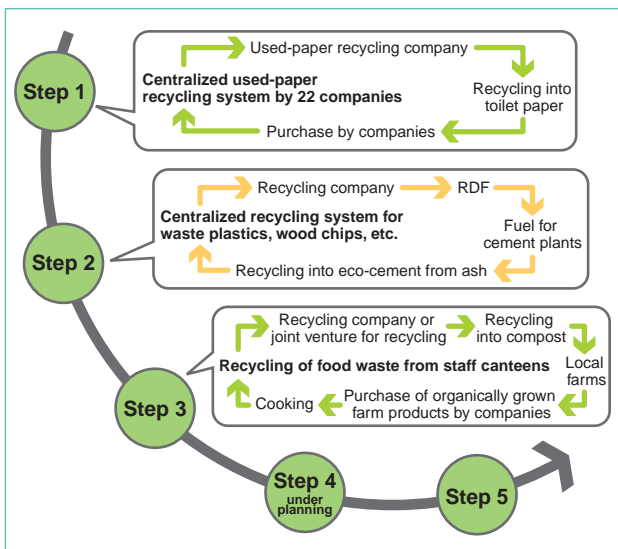 Step 1
Used-paper recycling company
Centralized used-paper
recycling system by 22 companies
Recycling into
toilet paper
Purchase by companies
Step 2
Recycling company
RDF
Centralized recycling system for
waste plastics, wood chips, etc.
Fuel for
cement plants
Recycling into eco-cement from ash
Step 3
Recycling company or
joint venture for recycling
Recycling
into compost
Recycling of food waste from staff canteens
Local
farms
Cooking
Purchase of organically grown
farm products by companies
Step 4
under
planning
Step 5